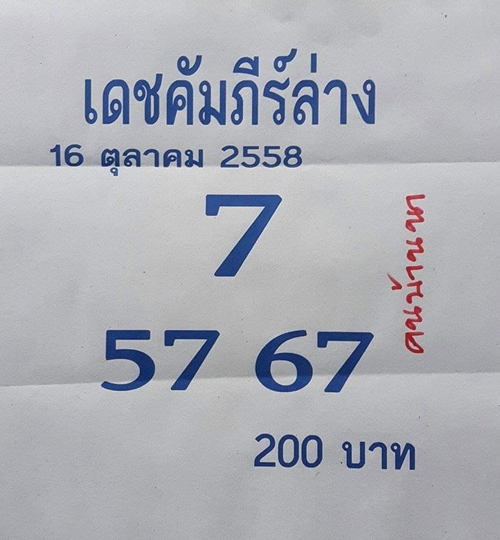 เดชคัมภีร์ล่าง
16 ตุลาคม 2558
7
57 67
200 บาท
คนบ้านนา